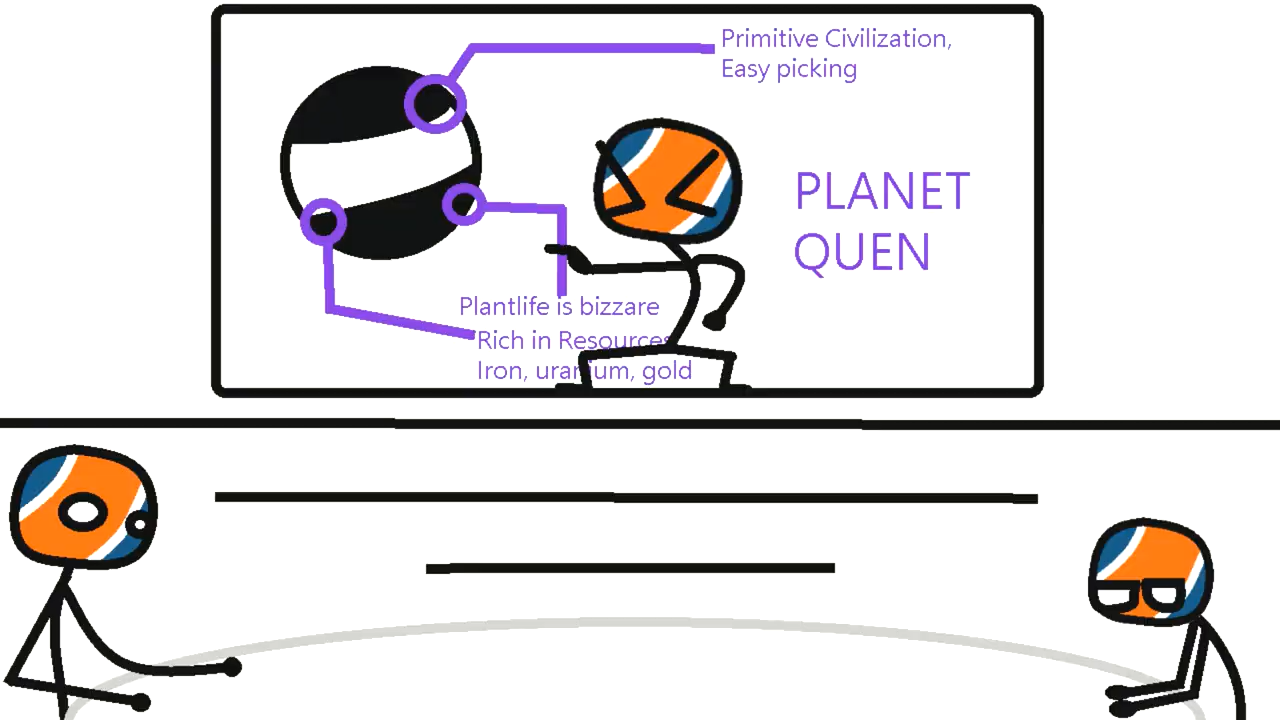 Primitive Civilization,
Easy picking
PLANET
QUEN
Plantlife is bizzare
Rich in Resources
Iron, uranium, gold